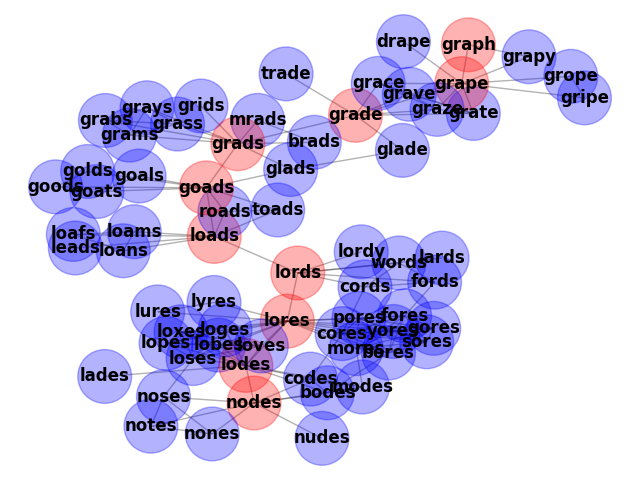 drape
graph
grapy
trade
grace
grape
grope
grave
gripe
grays
grids
graze
grabs
grate
grade
mrads
grass
grams
grads
brads
glade
glads
golds
goals
goods
goats
goads
roads
toads
loafs
loams
loads
leads
loans
lordy
lards
words
lords
fords
cords
lyres
lures
pores
fores
loxes
loges
lores
cores
yores
gores
lopes
lobes
loves
mores
sores
bores
loses
lodes
lades
codes
modes
bodes
noses
nodes
notes
nones
nudes